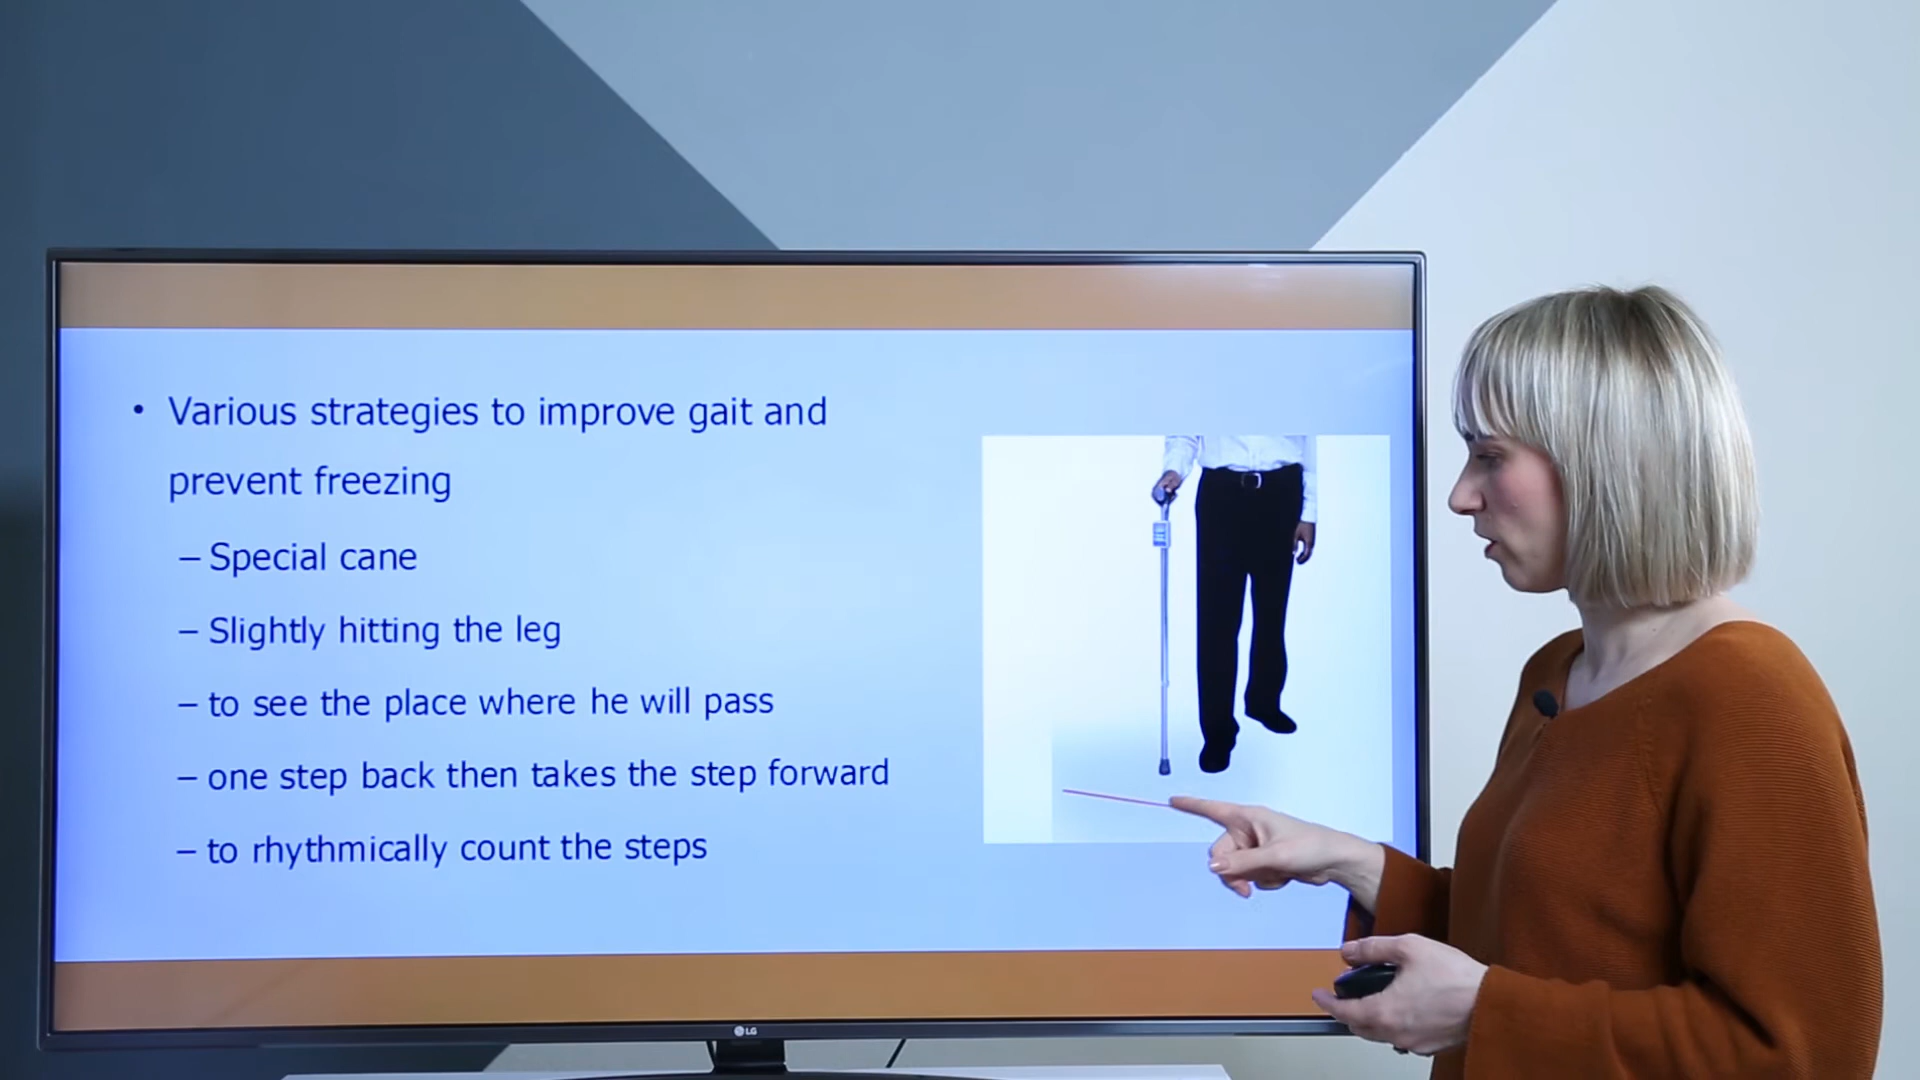 • Various strategies to improve gait and
prevent freezing
– Special cane
– Slightly hitting the leg
– to see the place where he will pass
– one step back then takes the step forward
– to rhythmically count the steps
LG